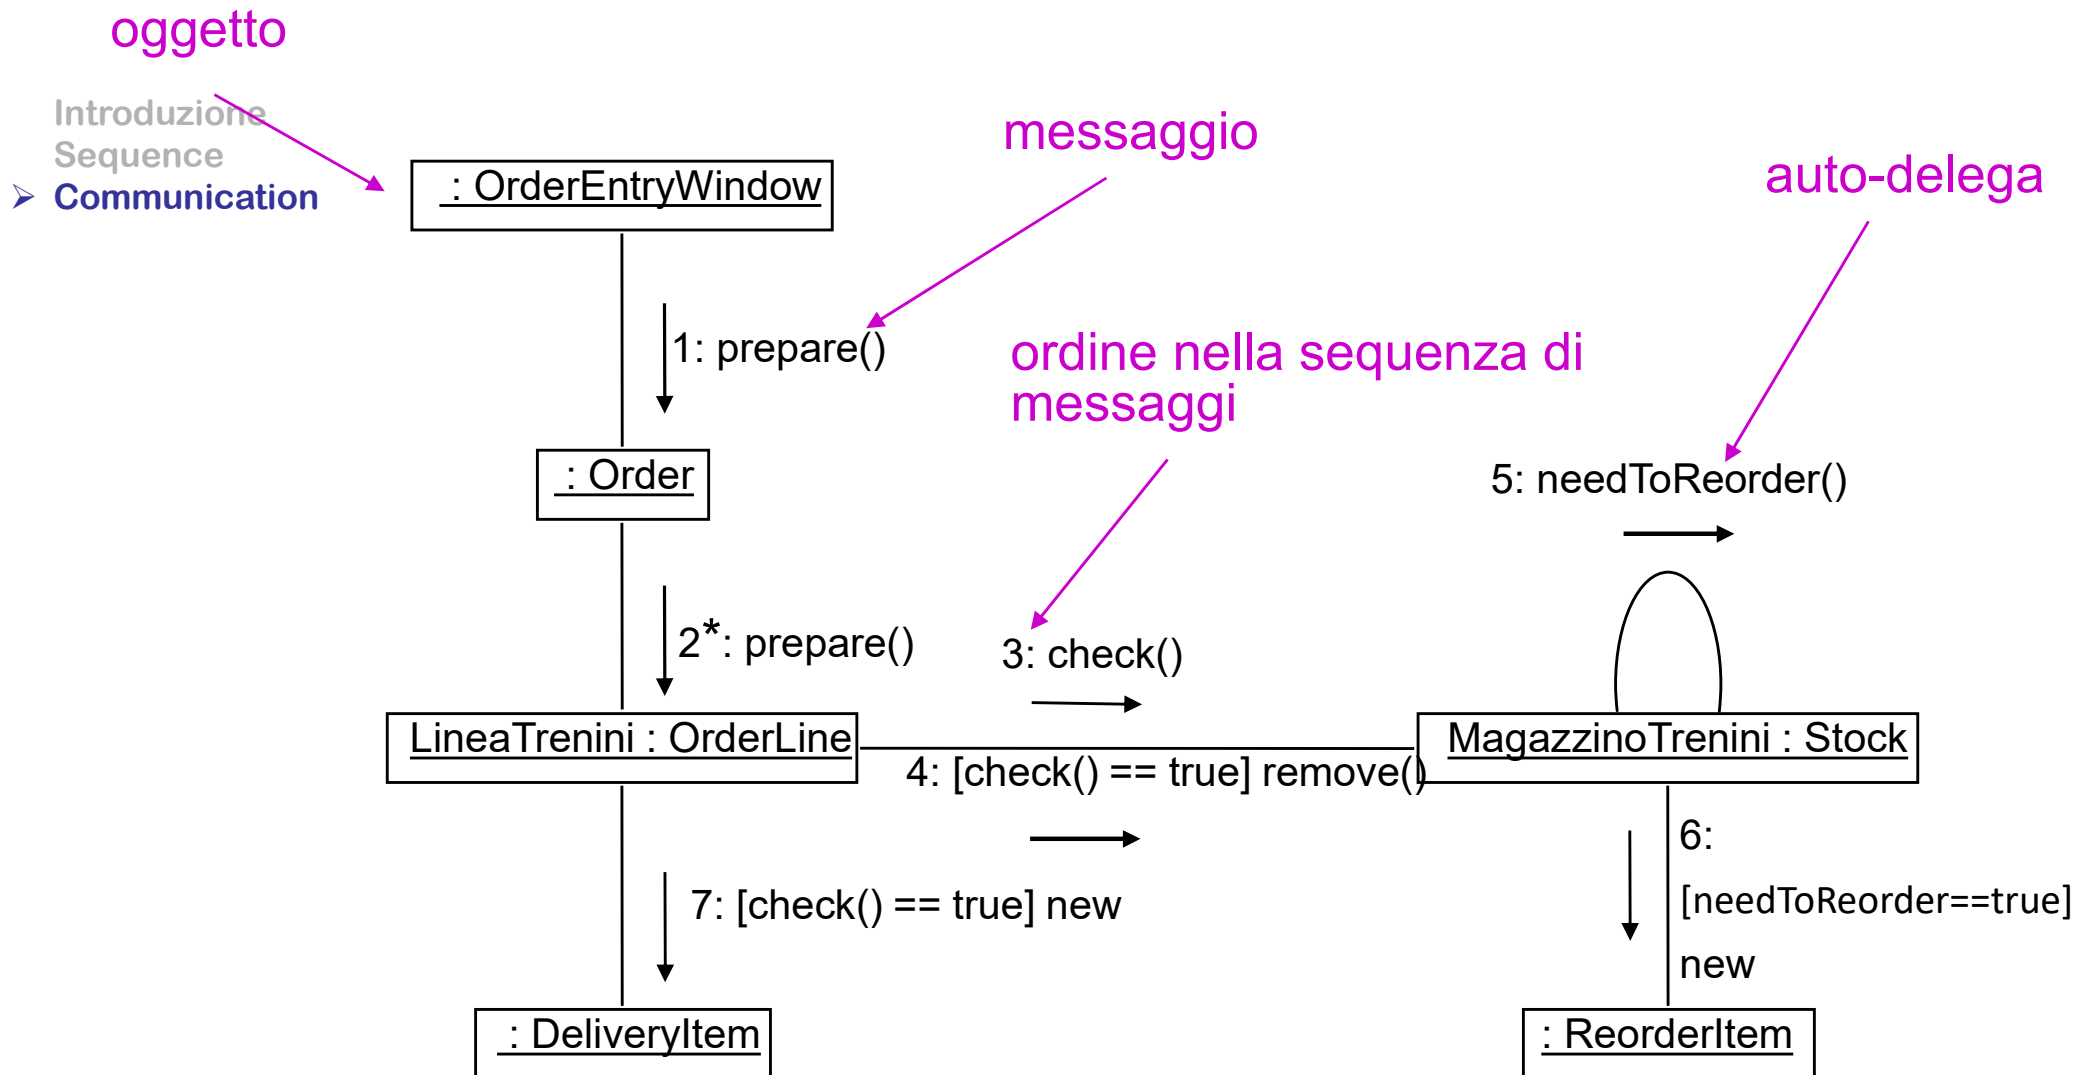 oggetto
Introduzione
Sequence
➢ Communication
messaggio
auto-delega
: OrderEntryWindow
1: prepare()
ordine nella sequenza di
messaggi
: Order
5: needToReorder()
2*: prepare()
3: check()
LineaTrenini : OrderLine
MagazzinoTrenini : Stock
4: [check() == true] remove()
6:
7: [check() == true] new
[needToReorder==true]
new
: DeliveryItem
: ReorderItem